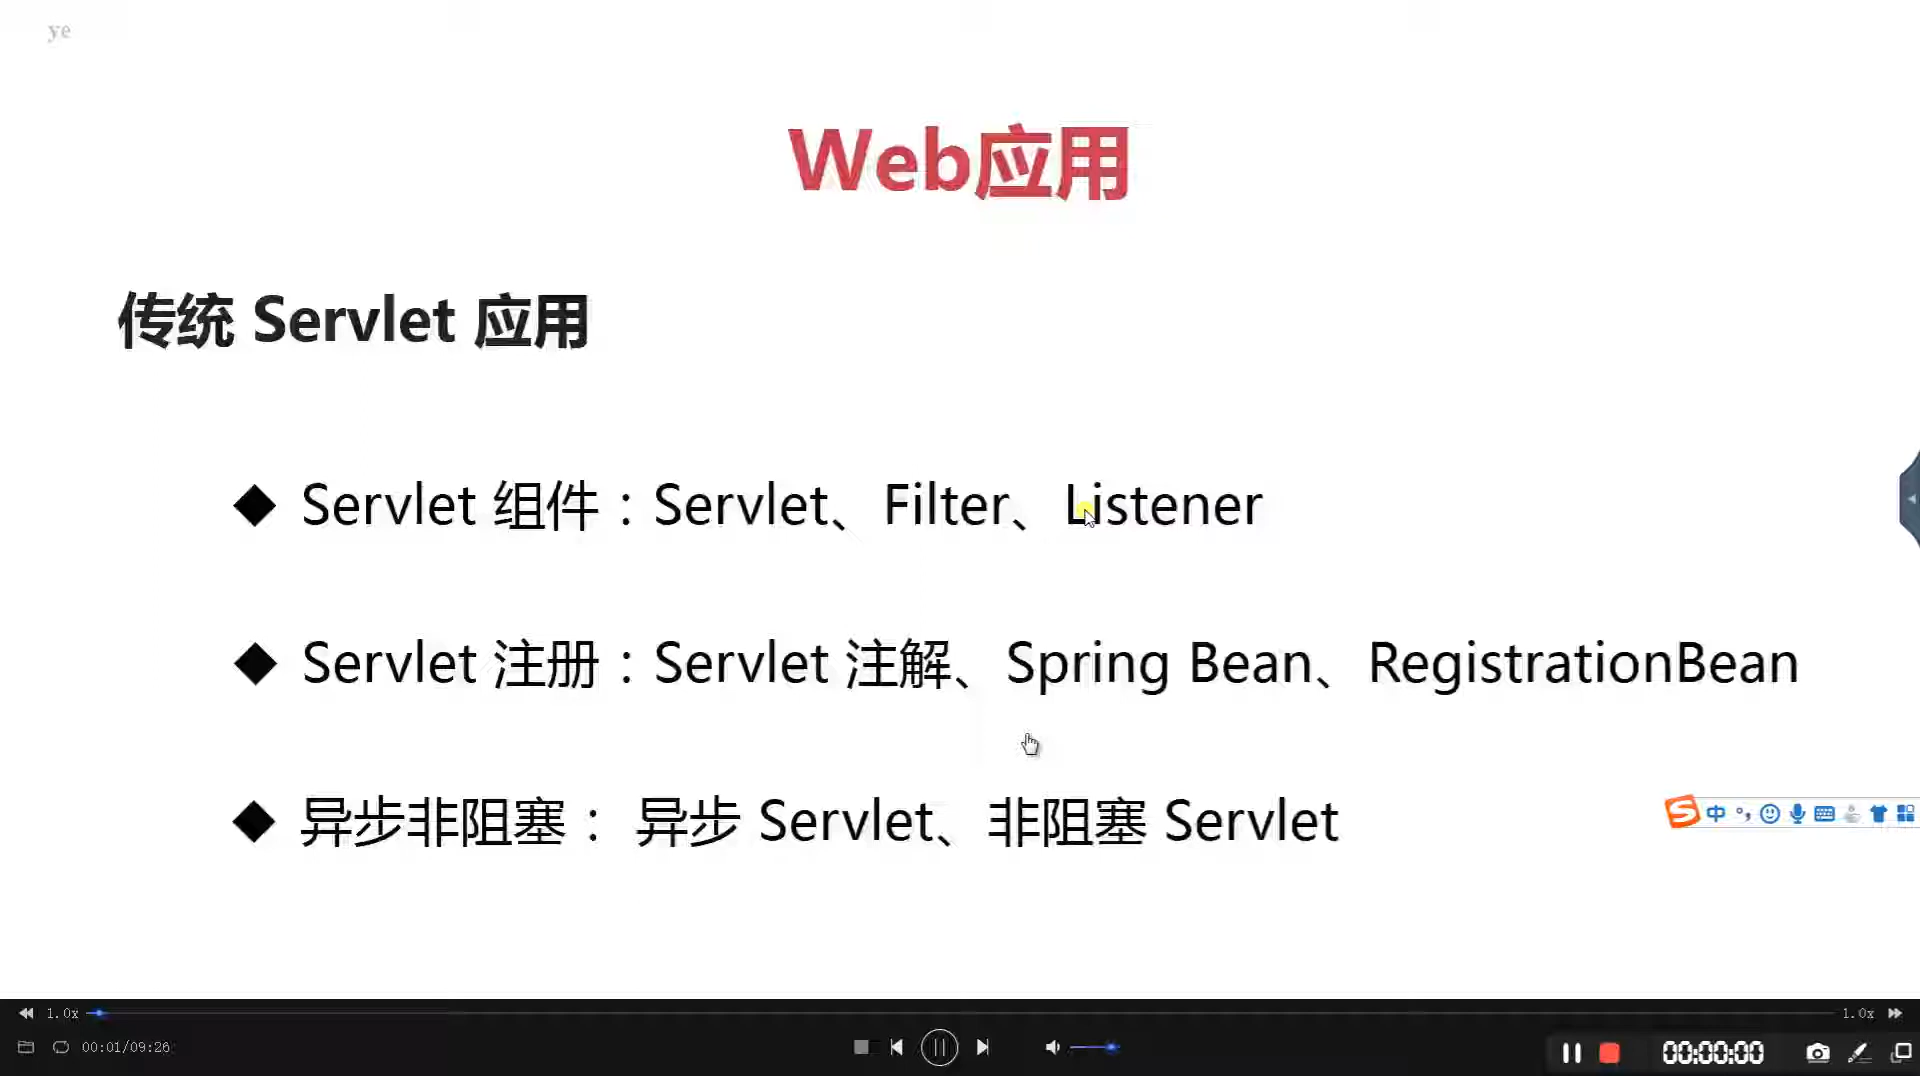 ye
Web应用
传统 Servlet 应用
◆ Servlet 组件：Servlet、Filter、Listener
◆ Servlet 注册：Servlet 注解、Spring Bean、RegistrationBean
◆ 异步非阻塞： 异步 Servlet、非阻塞 Servlet
中
1.0x 1.0x
00:01/09:26
00:00:00